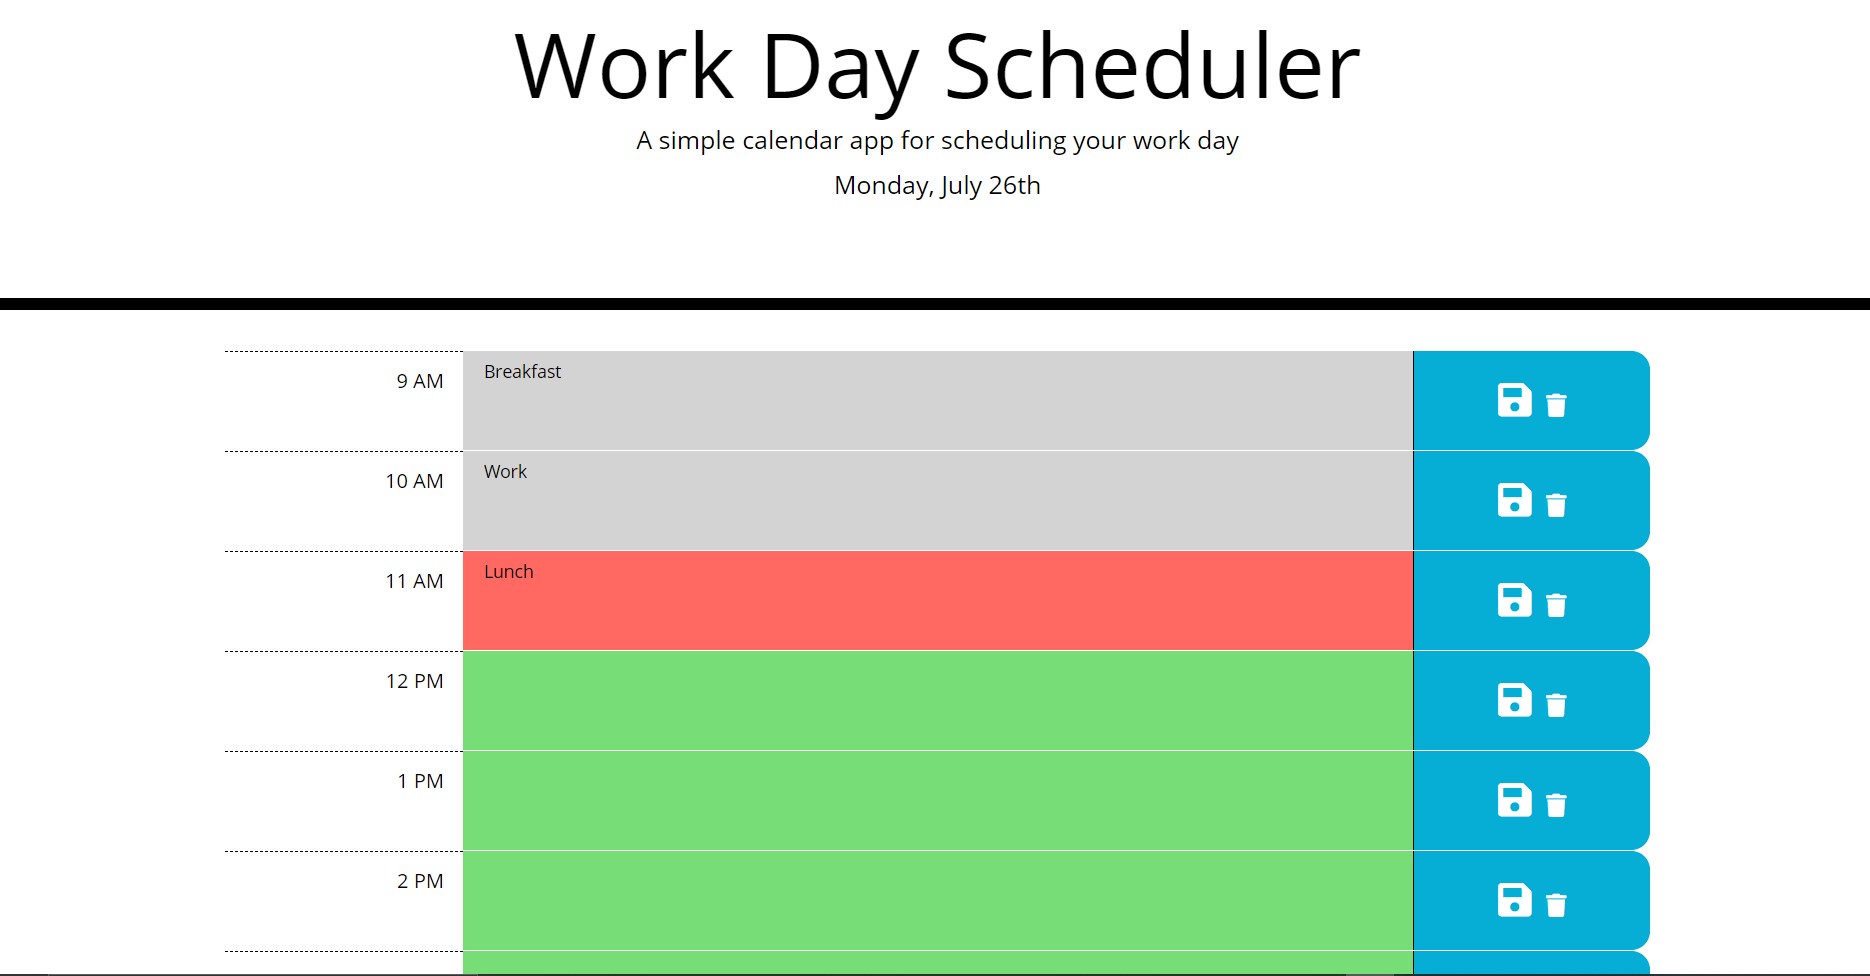 Work Day Scheduler
A simple calendar app for scheduling your work day
Monday, July 26th
9 AM Breakfast
10 AM Work
11 AM Lunch
12 PM
1 PM
2 PM